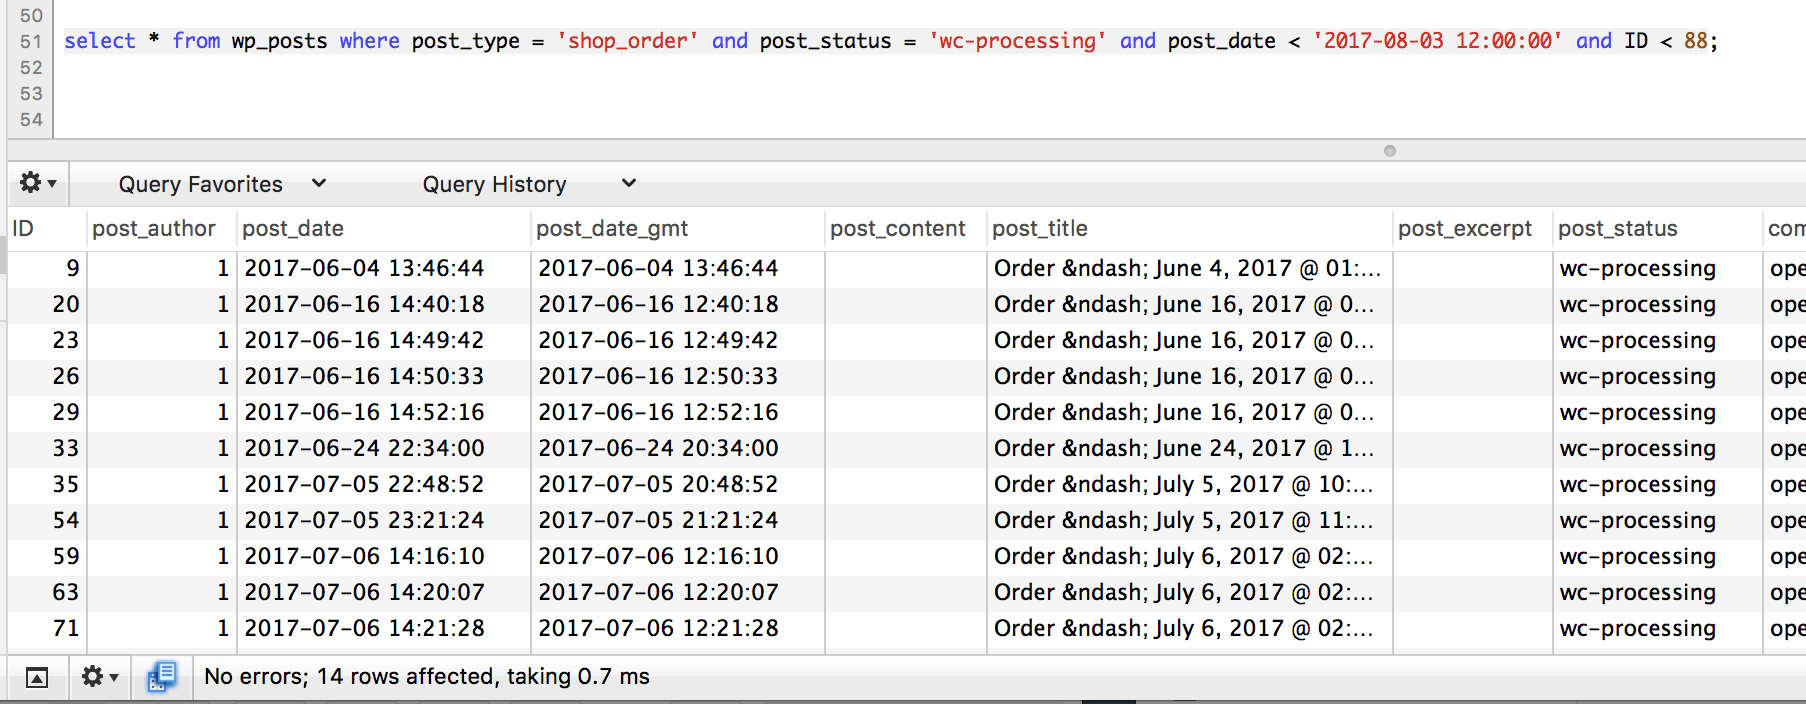 50
51 select * from wp_posts where post_type = 'shop_order' and post_status = 'wc-processing' and post_date < '2017-08-03 12:00:00' and ID < 88;
52
53
54
Query Favorites Query History
ID post_author post_date post_date_gmt post_content post_title post_excerpt post_status com
9 1 2017-06-04 13:46:44 2017-06-04 13:46:44 Order &ndash; June 4, 2017 @ 01:... wc-processing ope
20 1 2017-06-16 14:40:18 2017-06-16 12:40:18 Order &ndash; June 16, 2017 @ 0... wc-processing ope
23 1 2017-06-16 14:49:42 2017-06-16 12:49:42 Order &ndash; June 16, 2017 @ 0... wc-processing ope
26 1 2017-06-16 14:50:33 2017-06-16 12:50:33 Order &ndash; June 16, 2017 @ 0... wc-processing ope
29 1 2017-06-16 14:52:16 2017-06-16 12:52:16 Order &ndash; June 16, 2017 @ 0... wc-processing ope
33 1 2017-06-24 22:34:00 2017-06-24 20:34:00 Order &ndash; June 24, 2017 @ 1... wc-processing ope
35 1 2017-07-05 22:48:52 2017-07-05 20:48:52 Order &ndash; July 5, 2017 @ 10:... wc-processing ope
54 1 2017-07-05 23:21:24 2017-07-05 21:21:24 Order &ndash; July 5, 2017 @ 11:... wc-processing ope
59 1 2017-07-06 14:16:10 2017-07-06 12:16:10 Order &ndash; July 6, 2017 @ 02:... wc-processing ope
63 1 2017-07-06 14:20:07 2017-07-06 12:20:07 Order &ndash; July 6, 2017 @ 02:... wc-processing ope
71 1 2017-07-06 14:21:28 2017-07-06 12:21:28 Order &ndash; July 6, 2017 @ 02:... wc-processing ope
No errors; 14 rows affected, taking 0.7 ms